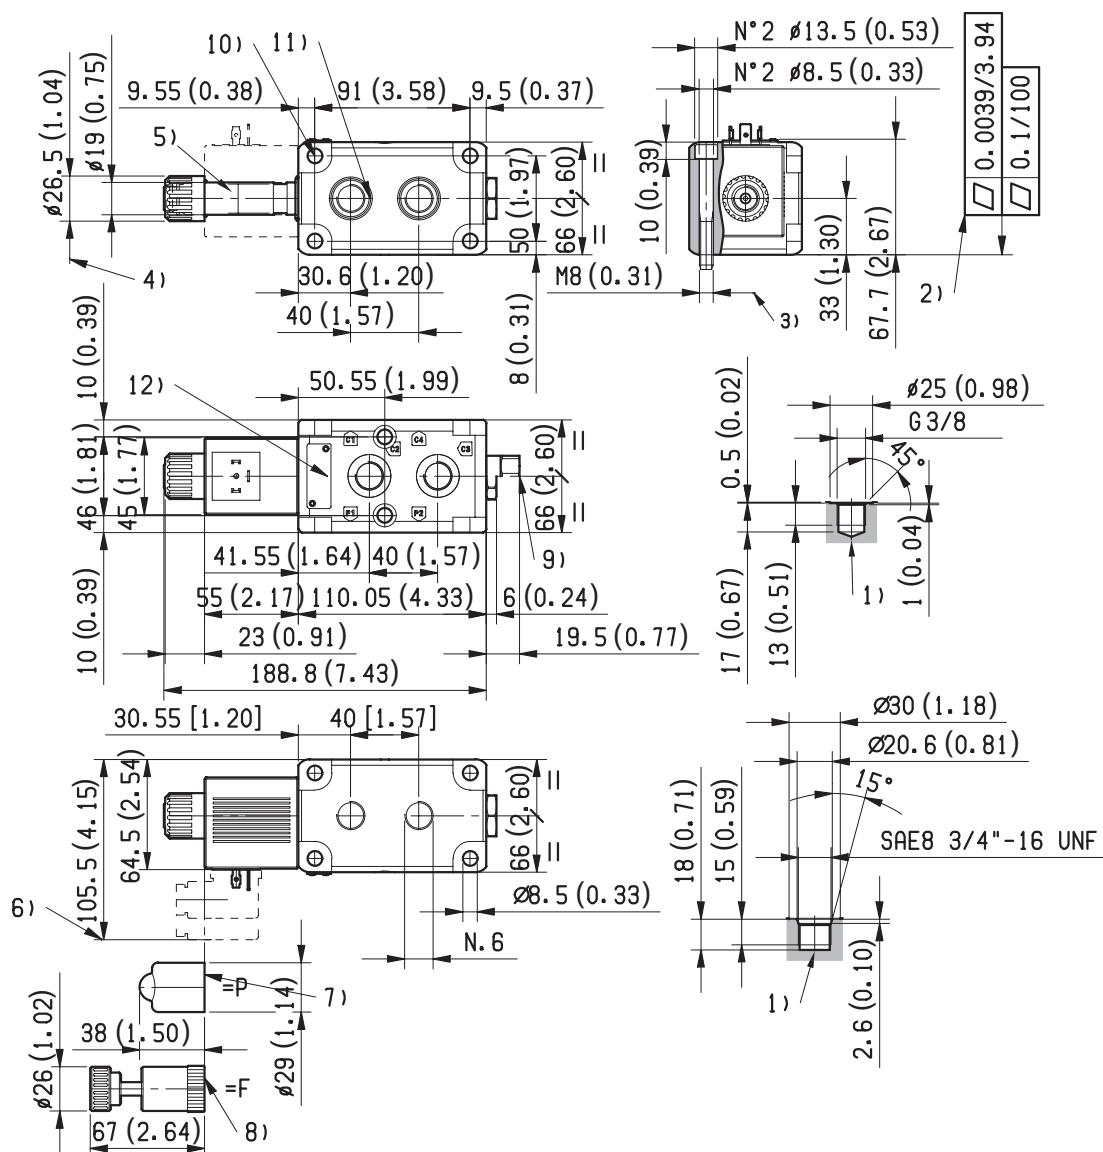 N°2 ø13.5 (0.53)
10) 11)
N°2 ø8.5 (0.33)
9.55 (0.38) 91 (3.58) 9.5 (0.37)
ø26.5 (1.04)
ø19 (0.75)
5)
4)
50 (1.97)
66 (2.60)
=
=
30.6 (1.20)
40 (1.57)
8 (0.31)
10 (0.39)
M8 (0.31)
3)
33 (1.30)
67.7 (2.67)
2)
0.0039/3.94
0.1/100
12)
50.55 (1.99)
10 (0.39)
46 (1.81)
45 (1.77)
10 (0.39)
C1 C4
C2 C3
P1 P2
66 (2.60)
=
=
9)
41.55 (1.64) 40 (1.57)
55 (2.17) 110.05 (4.33) 6 (0.24)
23 (0.91) 19.5 (0.77)
188.8 (7.43)
ø25 (0.98)
G 3/8
45°
0.5 (0.02)
17 (0.67)
13 (0.51)
1)
1 (0.04)
30.55 [1.20] 40 [1.57]
105.5 (4.15)
64.5 (2.54)
66 (2.60)
=
=
Ø8.5 (0.33)
N.6
6)
=P
7)
38 (1.50)
ø29 (1.14)
ø26 (1.02)
=F
8)
67 (2.64)
Ø30 (1.18)
Ø20.6 (0.81)
15°
SAE8 3/4"-16 UNF
18 (0.71)
15 (0.59)
1)
2.6 (0.10)